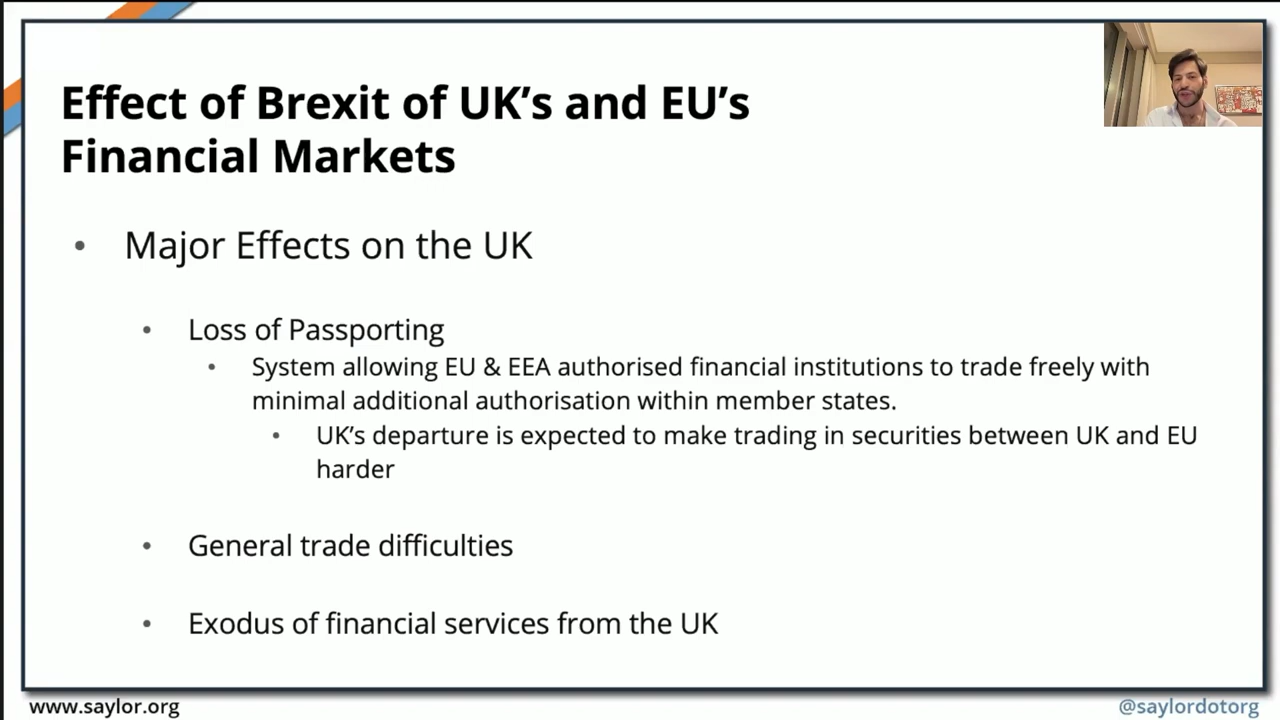 Effect of Brexit of UK’s and EU’s
Financial Markets
• Major Effects on the UK
• Loss of Passporting
• System allowing EU & EEA authorised financial institutions to trade freely with
minimal additional authorisation within member states.
• UK’s departure is expected to make trading in securities between UK and EU
harder
• General trade difficulties
• Exodus of financial services from the UK
www.saylor.org
@saylordotorg